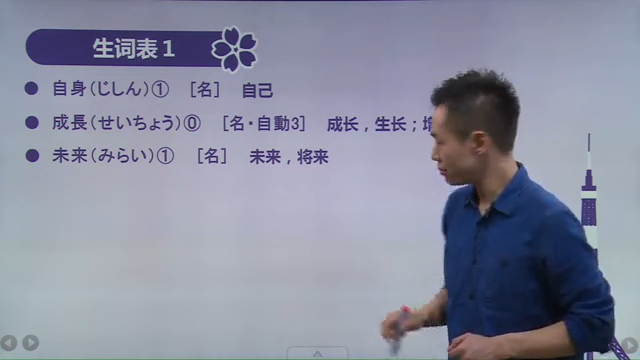 生词表1
自身(じしん)① [名] 自己
成長(せいちょう)⓪ [名・自動3] 成长，生长；增
未来(みらい)① [名] 未来，将来